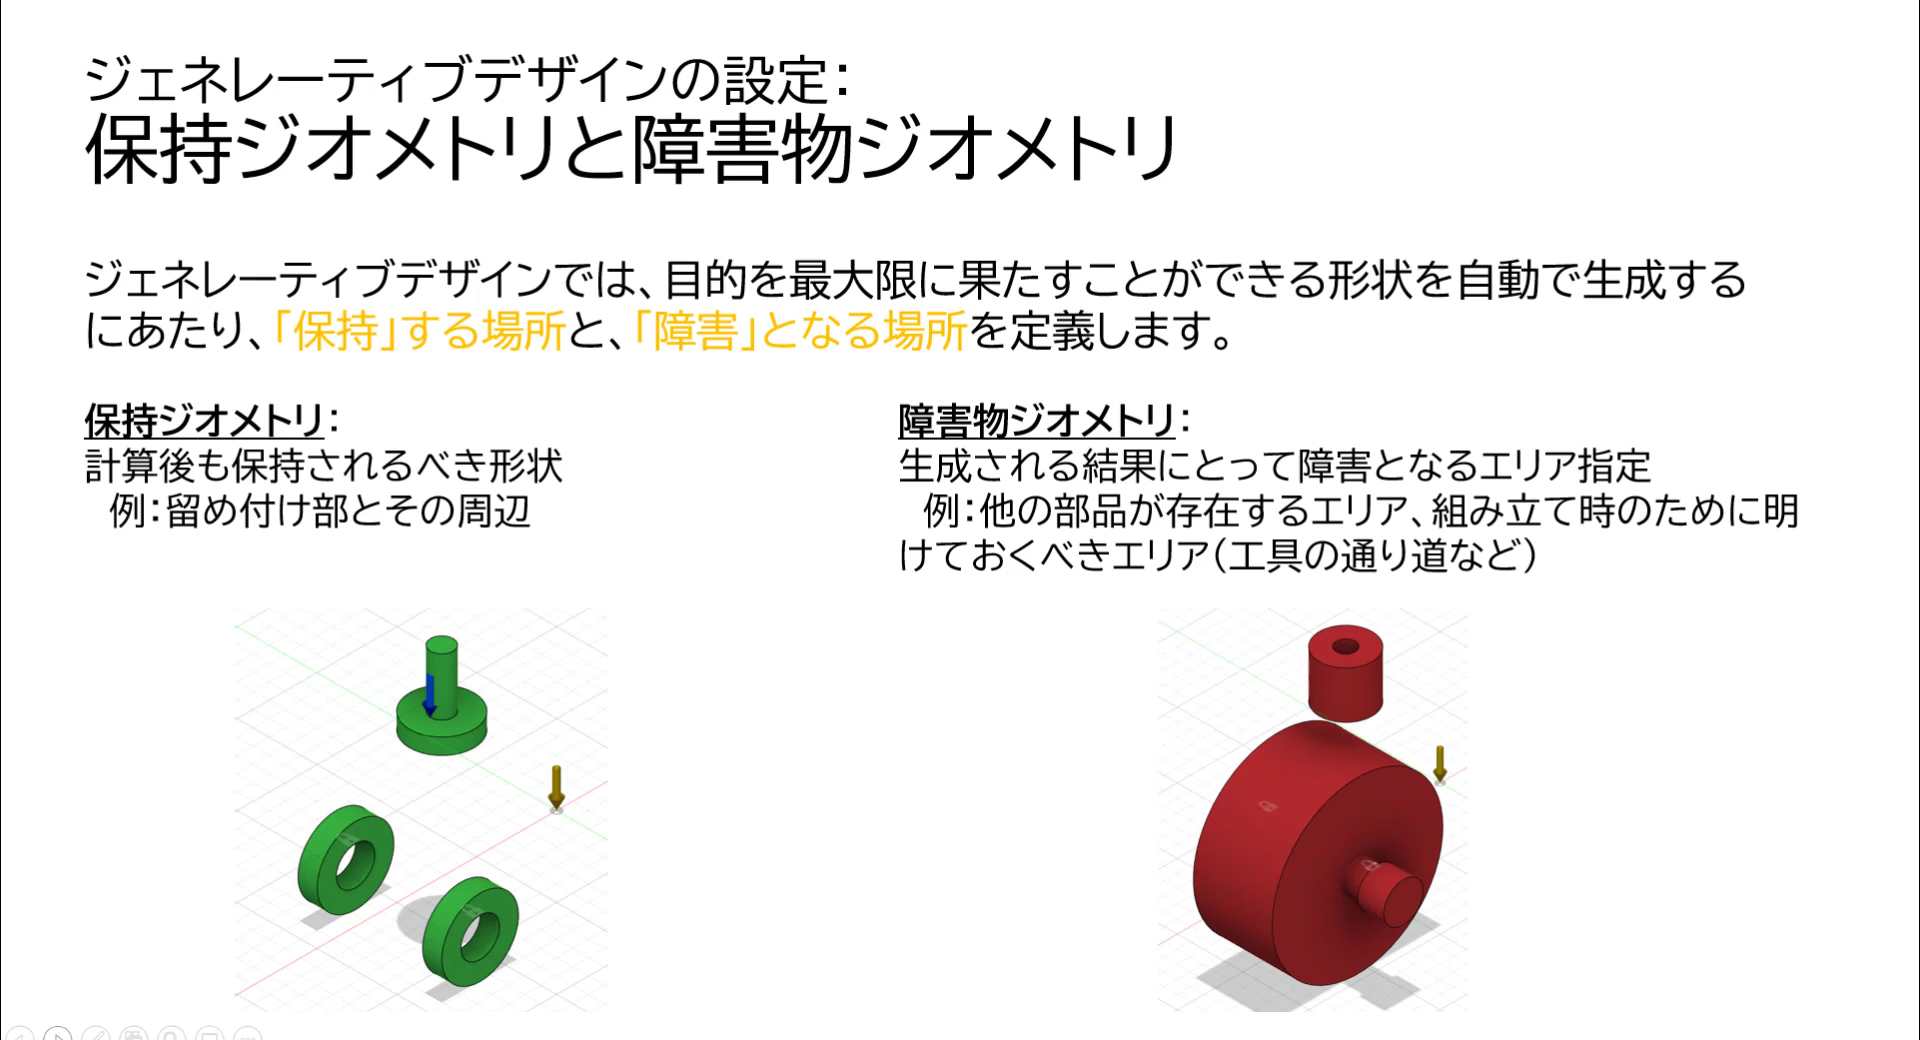 ジェネレーティブデザインの設定：
保持ジオメトリと障害物ジオメトリ
ジェネレーティブデザインでは、目的を最大限に果たすことができる形状を自動で生成する
にあたり、「保持」する場所と、「障害」となる場所を定義します。
保持ジオメトリ：
計算後も保持されるべき形状
例：留め付け部とその周辺
障害物ジオメトリ：
生成される結果にとって障害となるエリア指定
例：他の部品が存在するエリア、組み立て時のために明
けておくべきエリア（工具の通り道など）